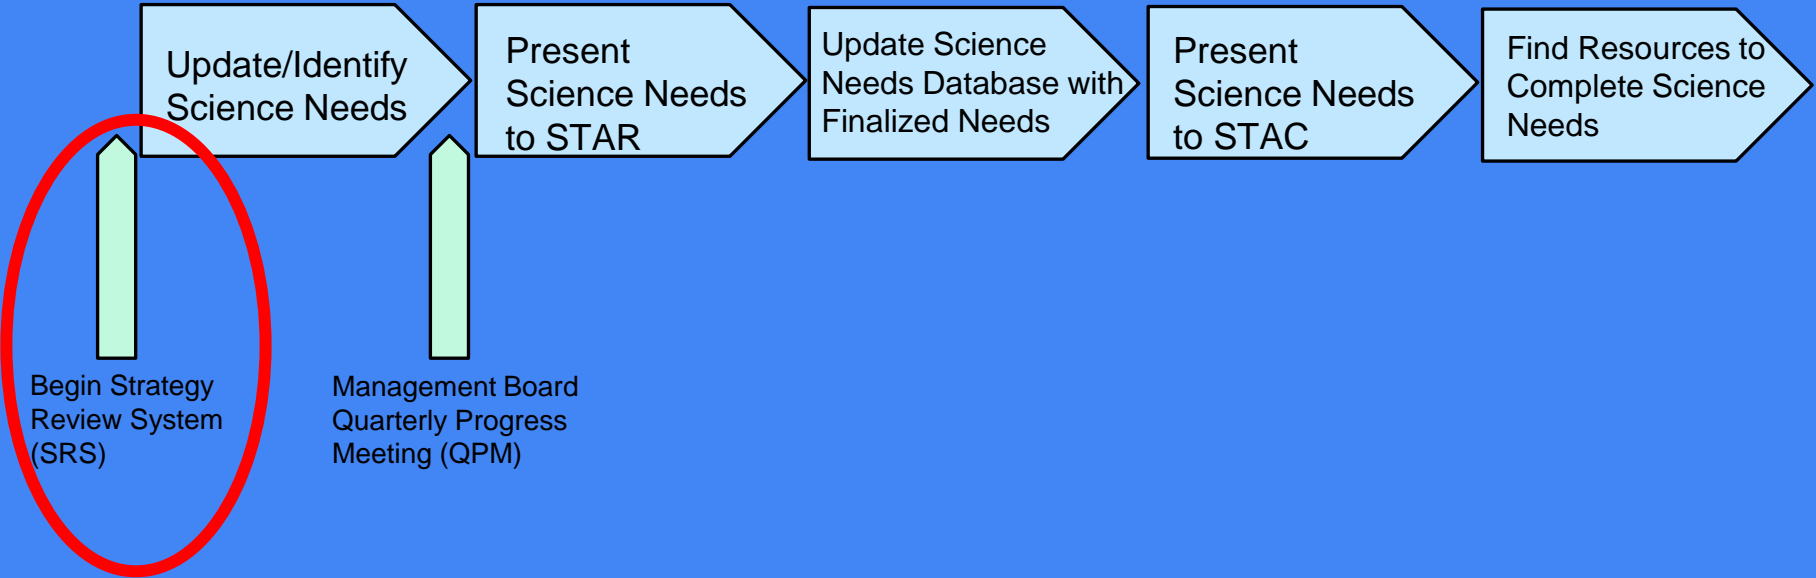 Update/Identify
Science Needs
Present
Science Needs
to STAR
Update Science
Needs Database with
Finalized Needs
Present
Science Needs
to STAC
Find Resources to
Complete Science
Needs
Begin Strategy
Review System
(SRS)
Management Board
Quarterly Progress
Meeting (QPM)